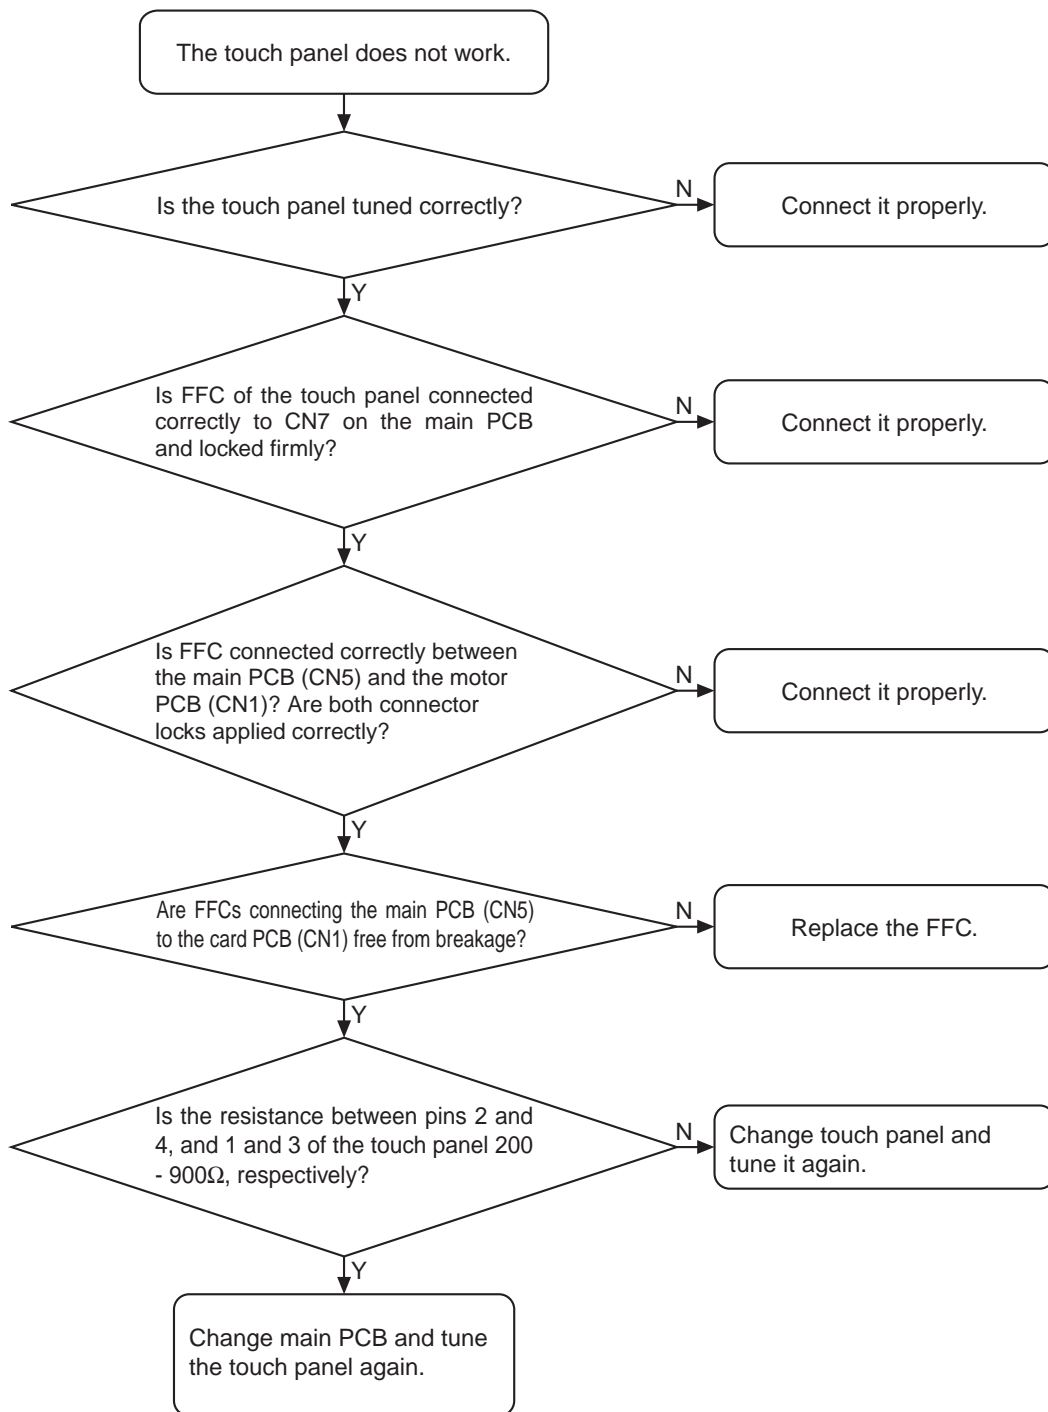 The touch panel does not work.
Is the touch panel tuned correctly?
N
Connect it properly.
Y
Is FFC of the touch panel connected
correctly to CN7 on the main PCB
and locked firmly?
N
Connect it properly.
Y
Is FFC connected correctly between
the main PCB (CN5) and the motor
PCB (CN1)? Are both connector
locks applied correctly?
N
Connect it properly.
Y
Are FFCs connecting the main PCB (CN5)
to the card PCB (CN1) free from breakage?
N
Replace the FFC.
Y
Is the resistance between pins 2 and
4, and 1 and 3 of the touch panel 200
- 900Ω, respectively?
N
Change touch panel and
tune it again.
Y
Change main PCB and tune
the touch panel again.